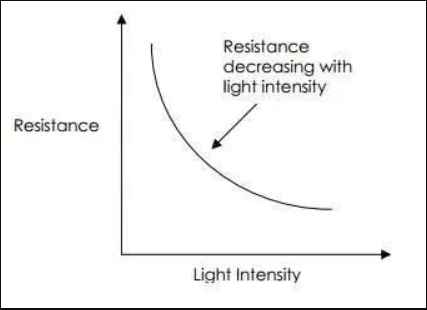 Resistance
decreasing with
light intensity
Resistance
Light Intensity